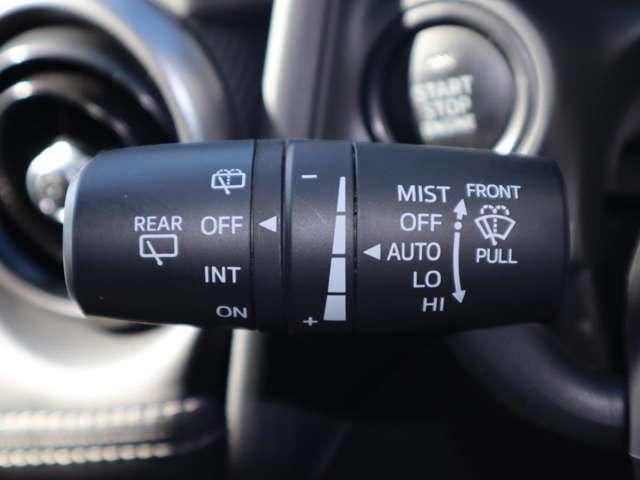 REAR
OFF
INT
ON
-
+
MIST
OFF
AUTO
LO
HI
FRONT
PULL
START
STOP
ENGINE